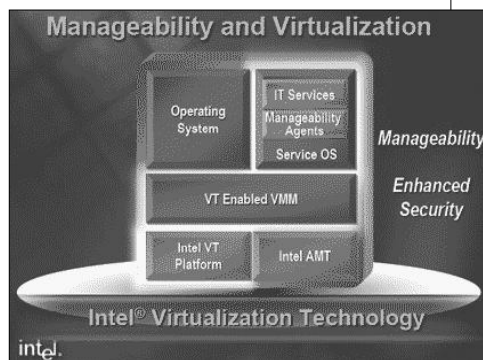 Manageability and Virtualization
Operating
System
IT Services
Manageability
Agents
Service OS
Manageability
Enhanced
Security
VT Enabled VMM
Intel VT
Platform
Intel AMT
Intel® Virtualization Technology
intel.